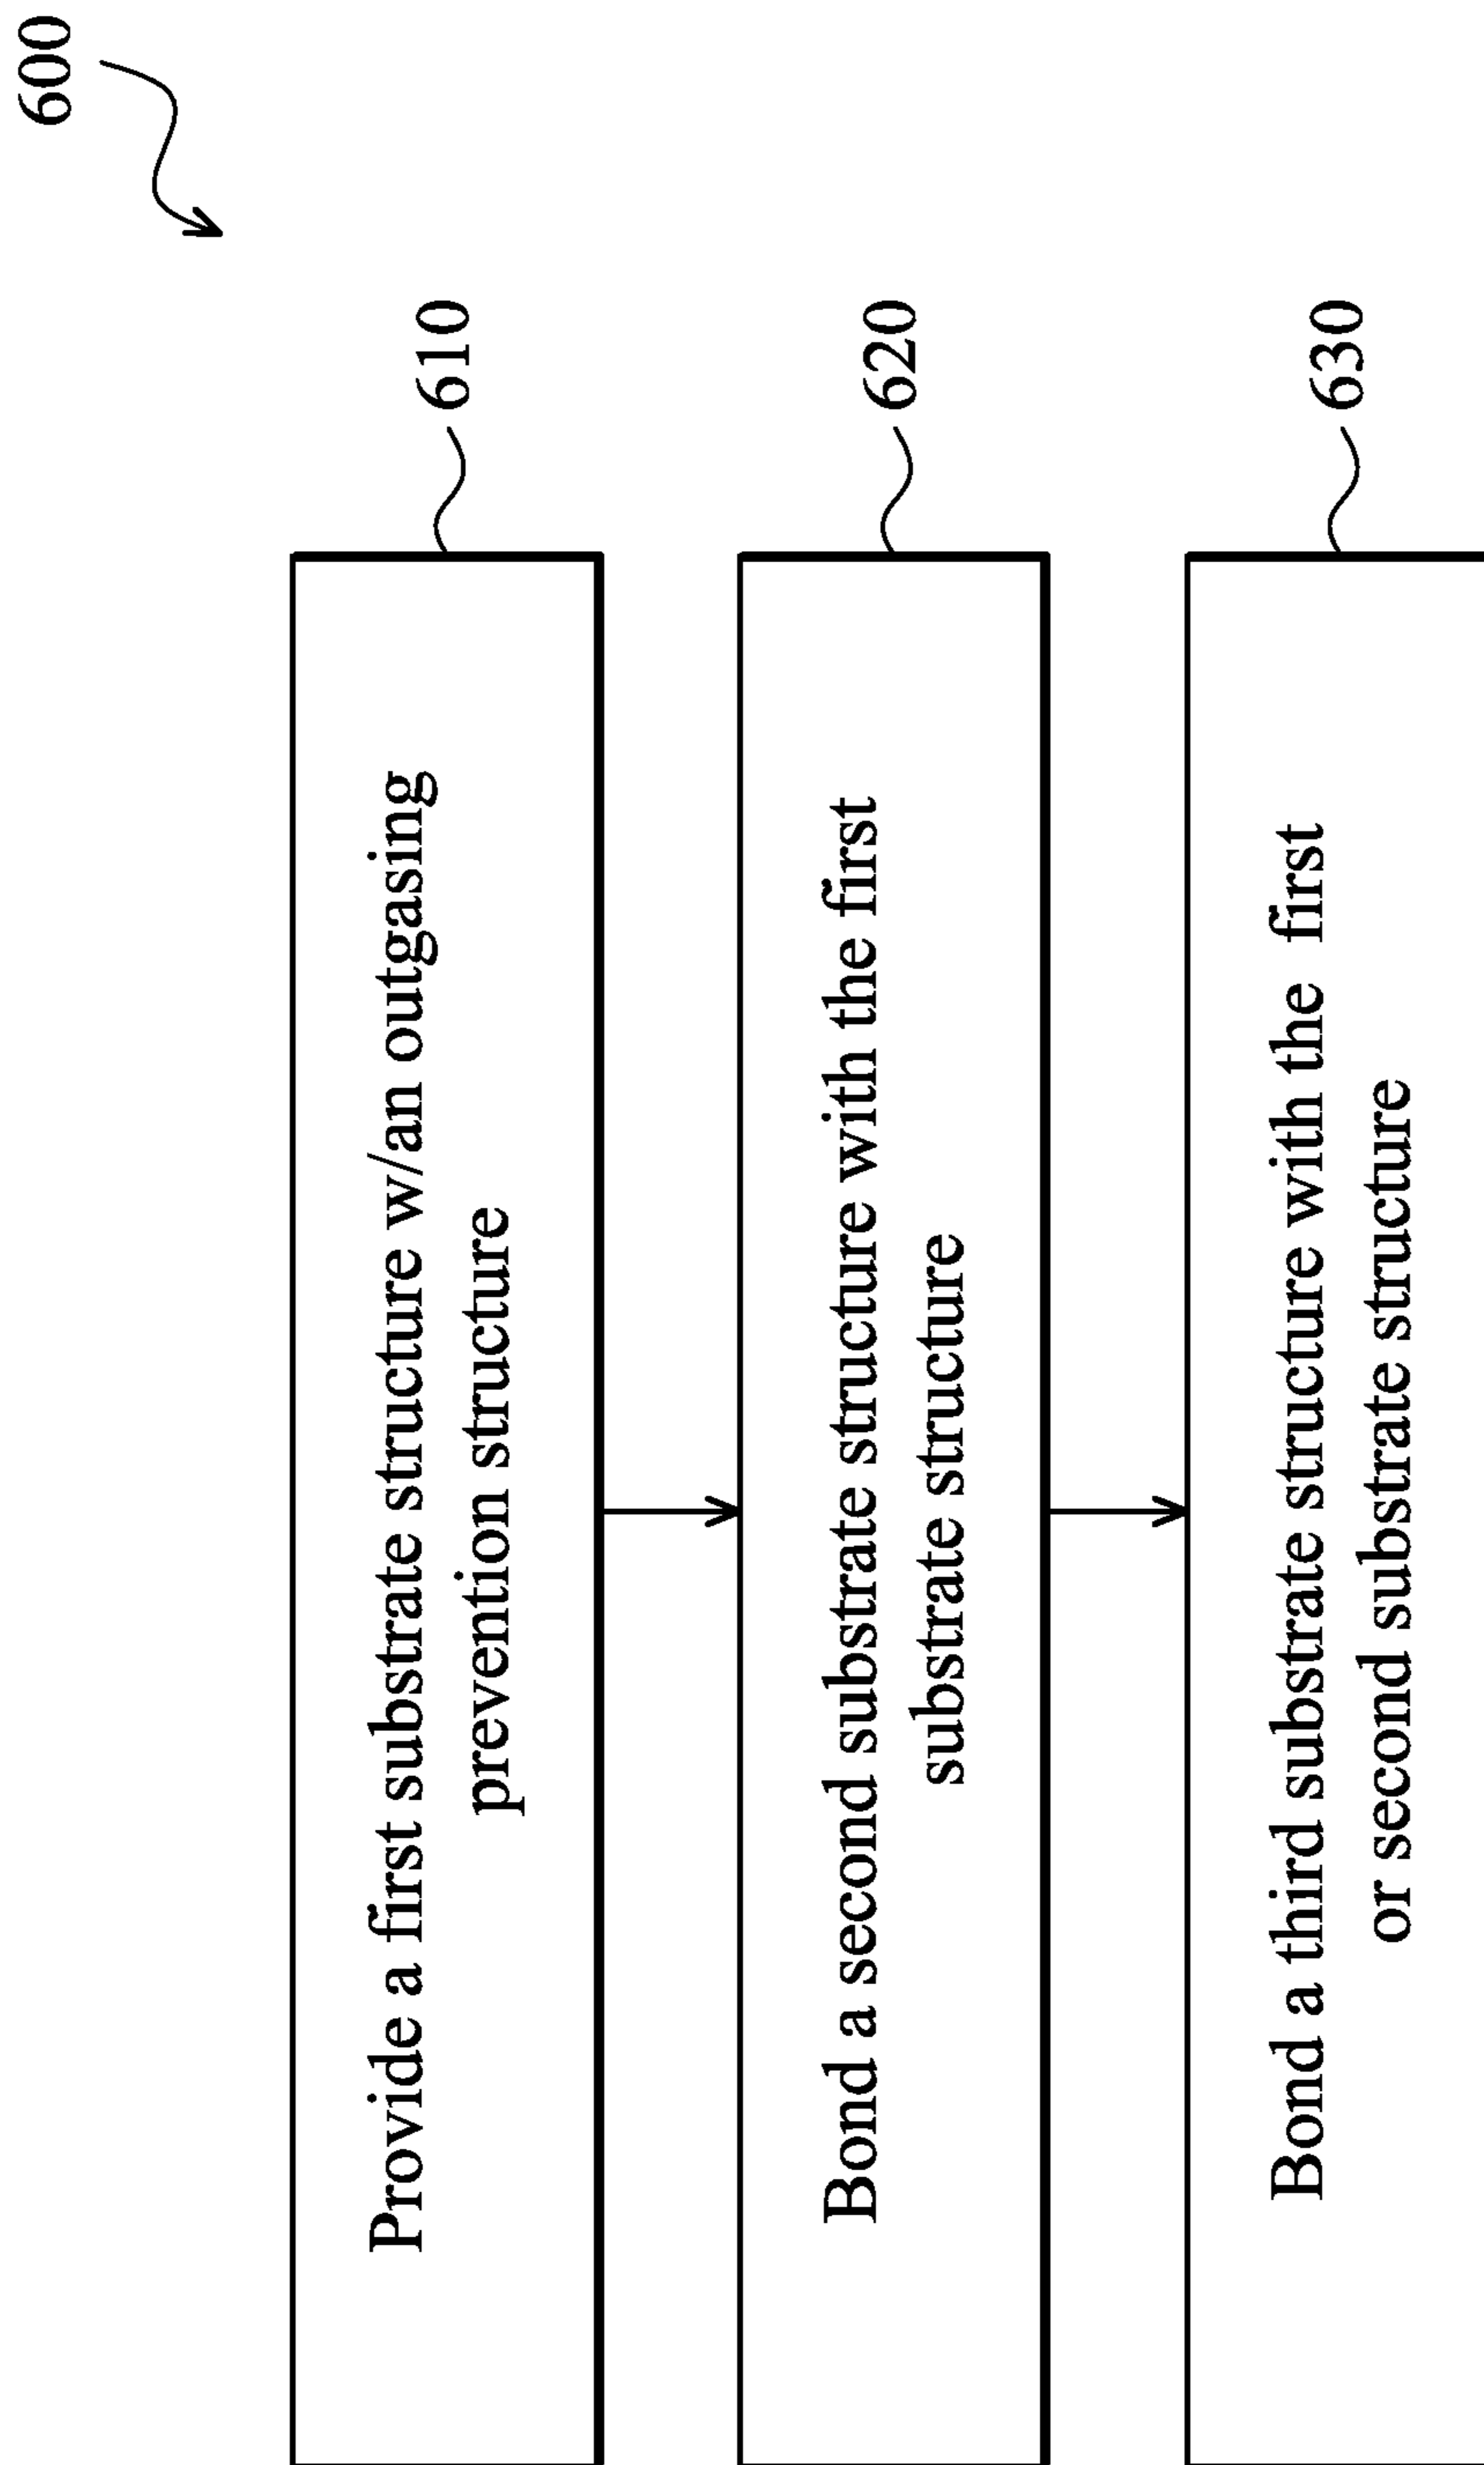 600
Provide a first substrate structure w/an outgasing
prevention structure
610
Bond a second substrate structure with the first
substrate structure
620
Bond a third substrate structure with the first
or second substrate structure
630